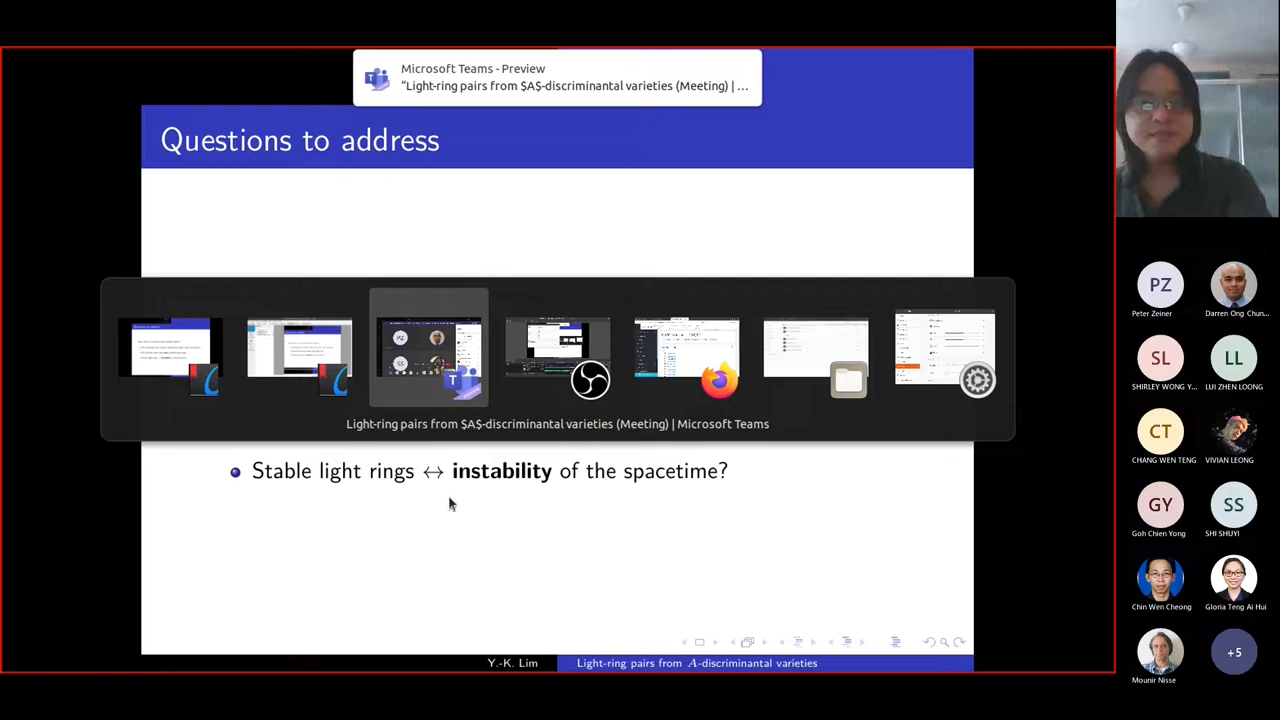 Microsoft Teams - Preview
“Light-ring pairs from $A$-discriminantal varieties (Meeting) | ...
Questions to address
Light-ring pairs from $A$-discriminantal varieties (Meeting) | Microsoft Teams
Stable light rings ↔ instability of the spacetime?
Y.-K. Lim
Light-ring pairs from A-discriminantal varieties
PZ
Peter Zeiner
Darren Ong Chun...
SL
SHIRLEY WONG Y...
LL
LUI ZHEN LOONG
CT
CHANG WEN TENG
VIVIAN LEONG
GY
Goh Chien Yong
SS
SHI SHUYI
Chin Wen Cheong
Gloria Teng Ai Hui
Mounir Nisse
+5